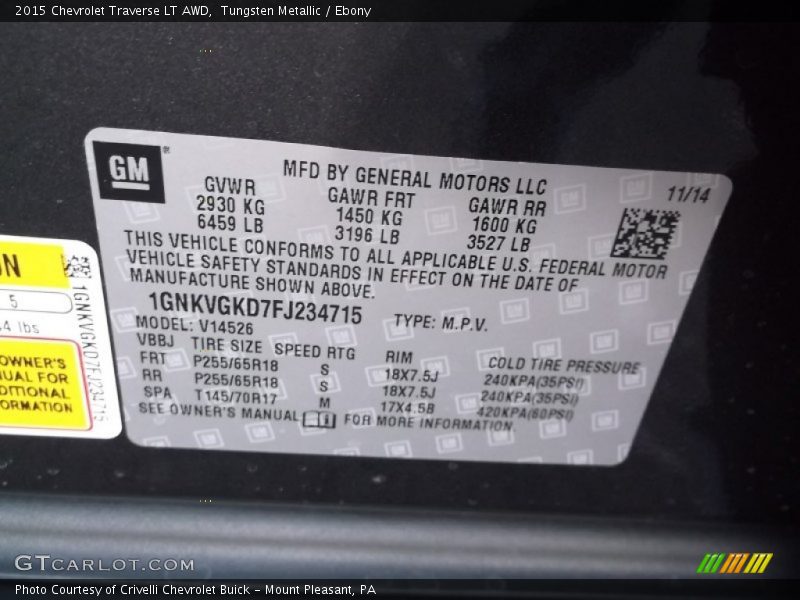 2015 Chevrolet Traverse LT AWD,  Tungsten Metallic / Ebony
GM
MFD BY GENERAL MOTORS LLC
11/14
GVWR GAWR FRT GAWR RR
2930 KG 1450 KG 1600 KG
6459 LB 3196 LB 3527 LB
THIS VEHICLE CONFORMS TO ALL APPLICABLE U.S. FEDERAL MOTOR
VEHICLE SAFETY STANDARDS IN EFFECT ON THE DATE OF
MANUFACTURE SHOWN ABOVE.
1GNKVGKD7FJ234715 TYPE: M.P.V.
MODEL: V14526
VBBJ TIRE SIZE SPEED RTG RIM COLD TIRE PRESSURE
FRT P255/65R18 S 18X7.5J 240KPA(35PSI)
RR P255/65R18 S 18X7.5J 240KPA(35PSI)
SPA T145/70R17 M 17X4.5B 420KPA(60PSI)
SEE OWNER'S MANUAL FOR MORE INFORMATION.
5
lbs
OWNER'S
FOR
1GNKVGKD7FJ234715
GTcarlot.com
Photo Courtesy of Crivelli Chevrolet Buick - Mount Pleasant, PA